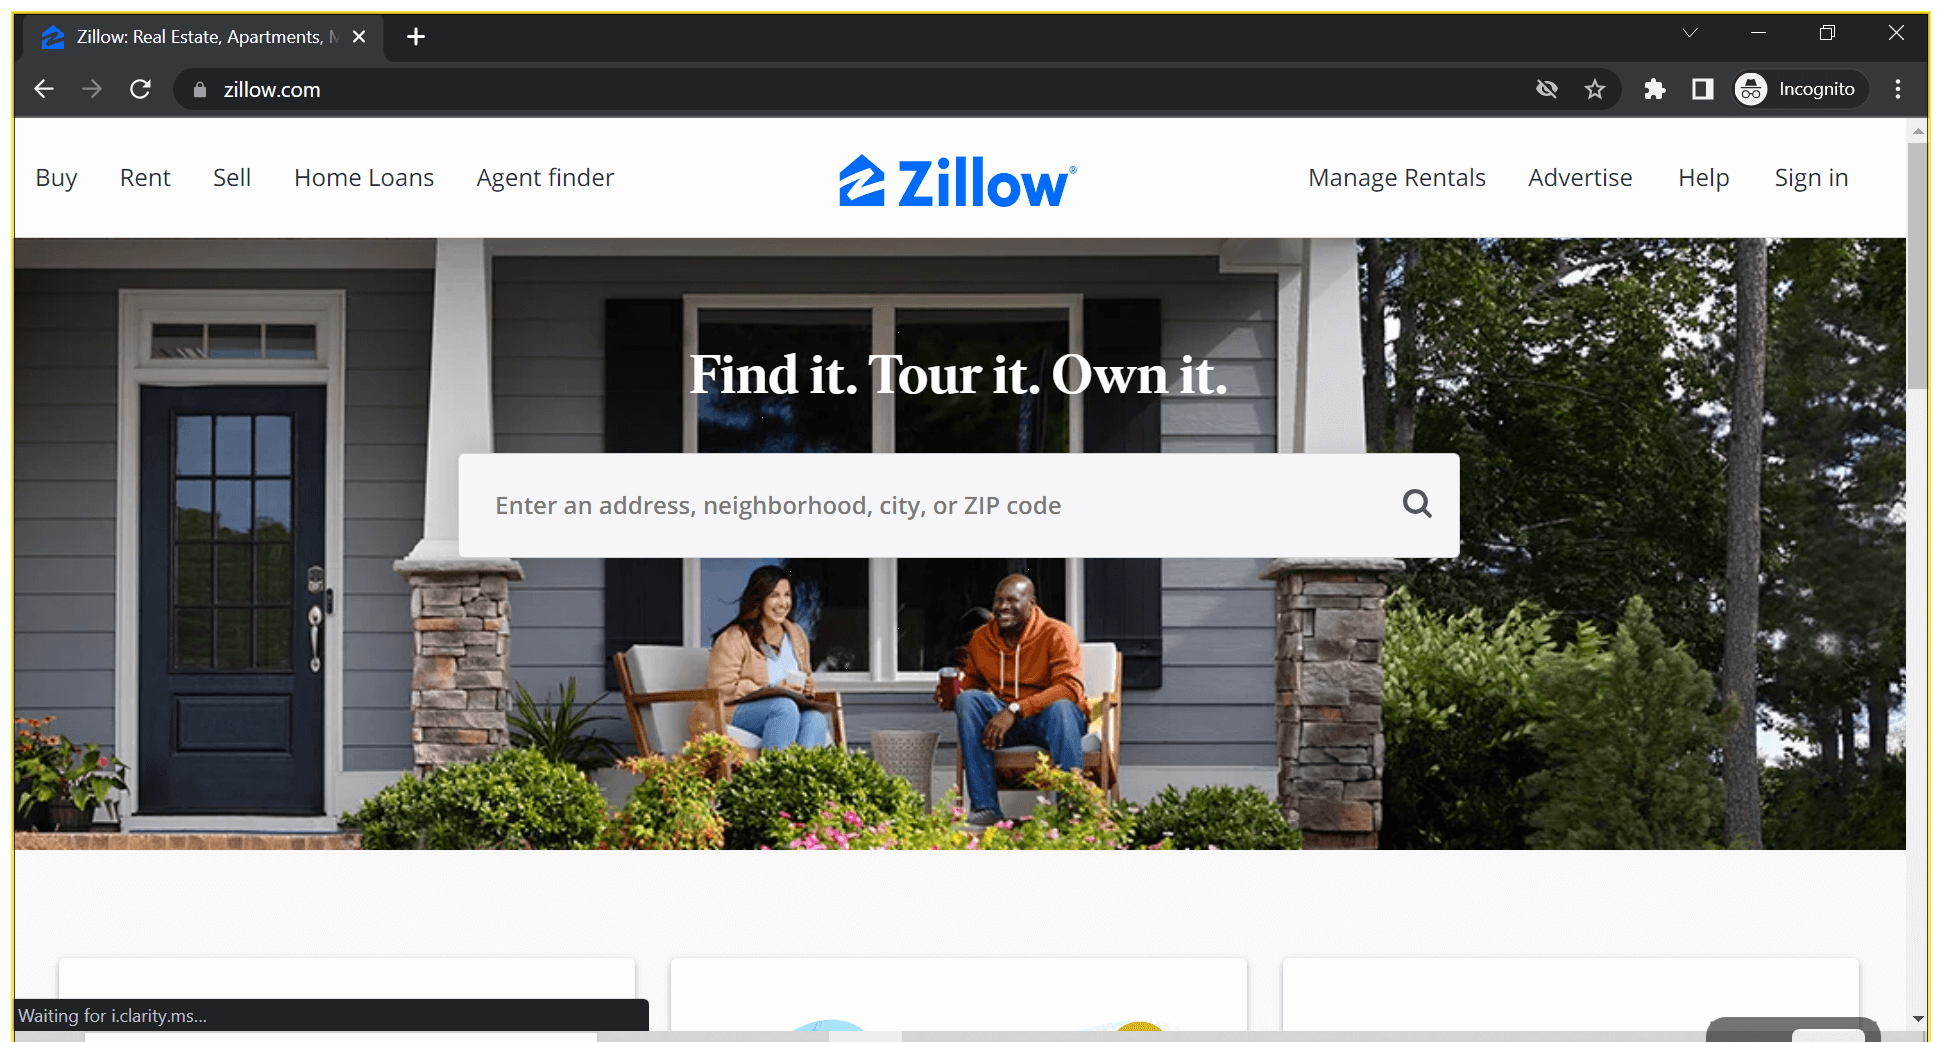 Zillow: Real Estate, Apartments, M
zillow.com
Incognito
Buy Rent Sell Home Loans Agent finder
Zillow®
Manage Rentals Advertise Help Sign in
Find it. Tour it. Own it.
Enter an address, neighborhood, city, or ZIP code
Waiting for i.clarity.ms...